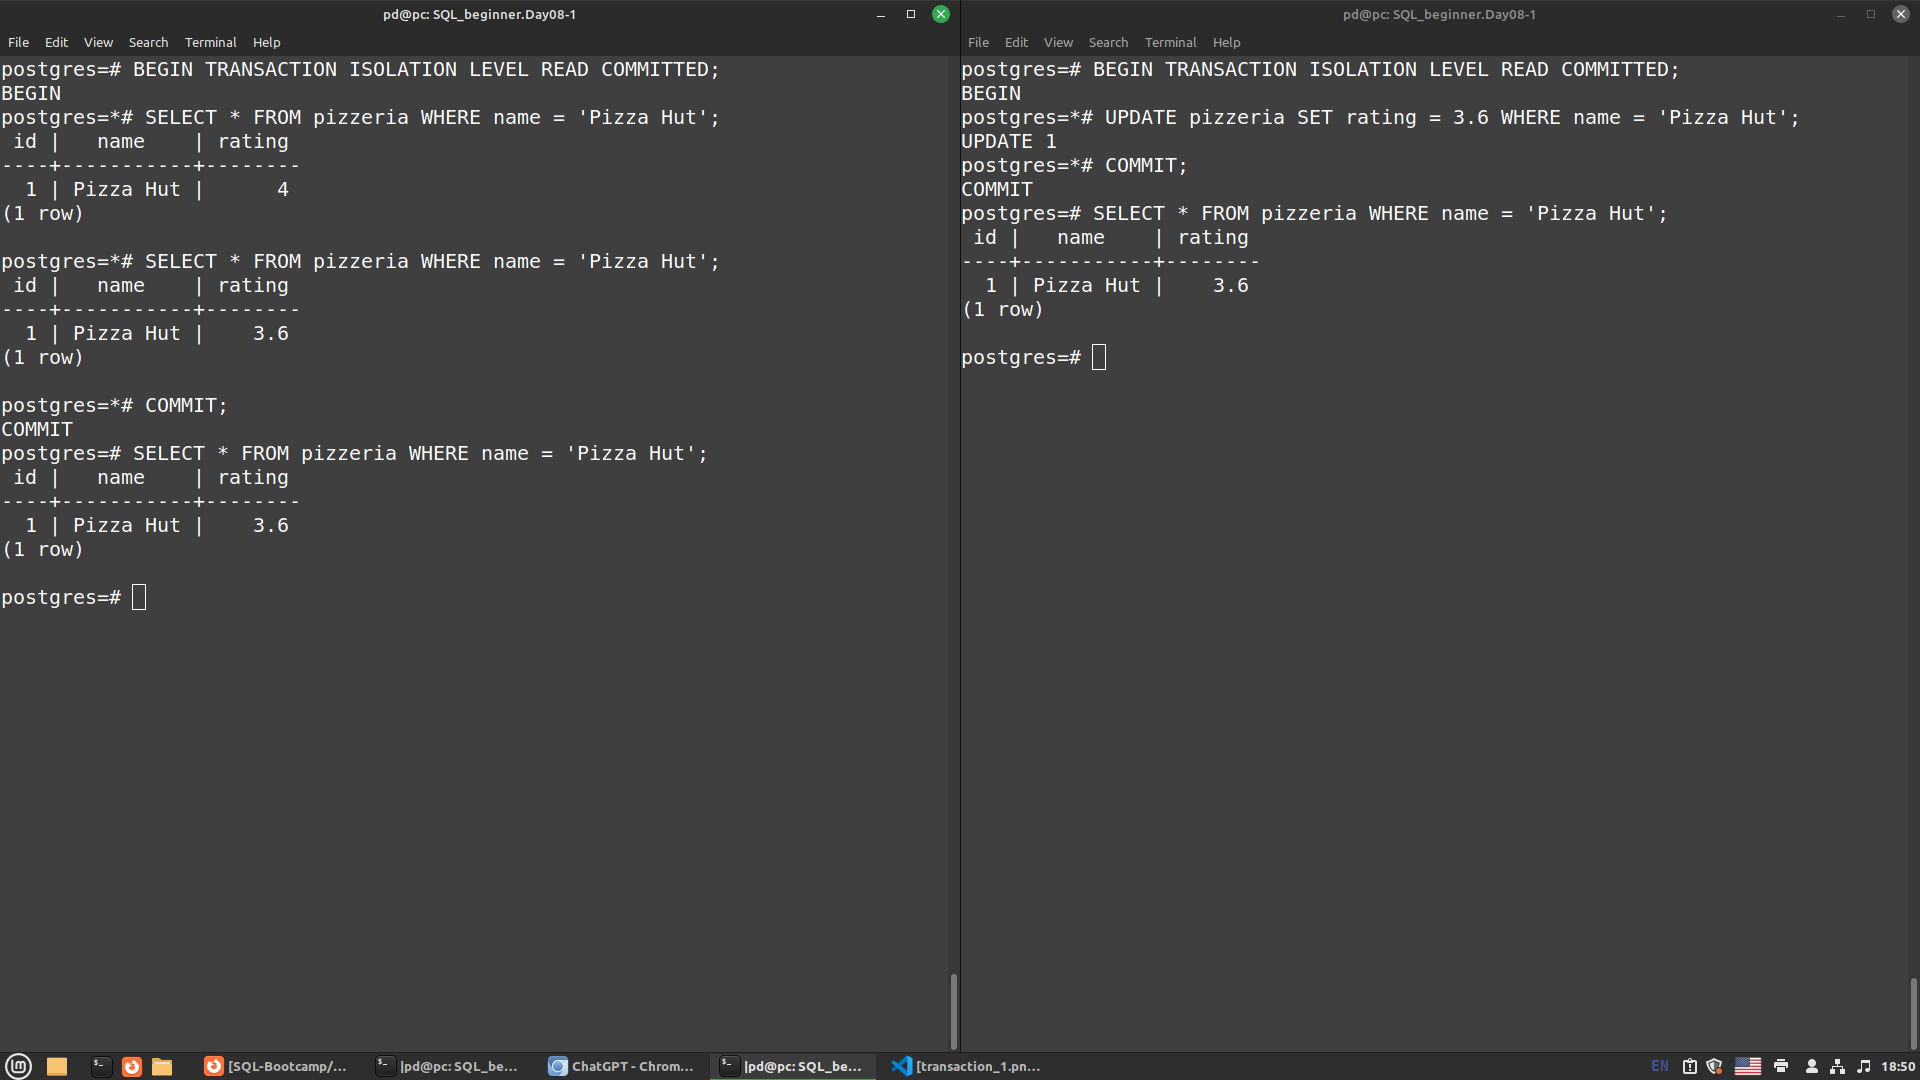 pd@pc: SQL_beginner.Day08-1
File Edit View Search Terminal Help
postgres=# BEGIN TRANSACTION ISOLATION LEVEL READ COMMITTED;
BEGIN
postgres=*# SELECT * FROM pizzeria WHERE name = 'Pizza Hut';
 id |   name    | rating
----+-----------+--------
  1 | Pizza Hut |      4
(1 row)

postgres=*# SELECT * FROM pizzeria WHERE name = 'Pizza Hut';
 id |   name    | rating
----+-----------+--------
  1 | Pizza Hut |    3.6
(1 row)

postgres=*# COMMIT;
COMMIT
postgres=# SELECT * FROM pizzeria WHERE name = 'Pizza Hut';
 id |   name    | rating
----+-----------+--------
  1 | Pizza Hut |    3.6
(1 row)

postgres=#
pd@pc: SQL_beginner.Day08-1
File Edit View Search Terminal Help
postgres=# BEGIN TRANSACTION ISOLATION LEVEL READ COMMITTED;
BEGIN
postgres=*# UPDATE pizzeria SET rating = 3.6 WHERE name = 'Pizza Hut';
UPDATE 1
postgres=*# COMMIT;
COMMIT
postgres=# SELECT * FROM pizzeria WHERE name = 'Pizza Hut';
 id |   name    | rating
----+-----------+--------
  1 | Pizza Hut |    3.6
(1 row)

postgres=#
[SQL-Bootcamp/... |pd@pc: SQL_be... ChatGPT - Chrom... |pd@pc: SQL_be... [transaction_1.pn... EN 18:50